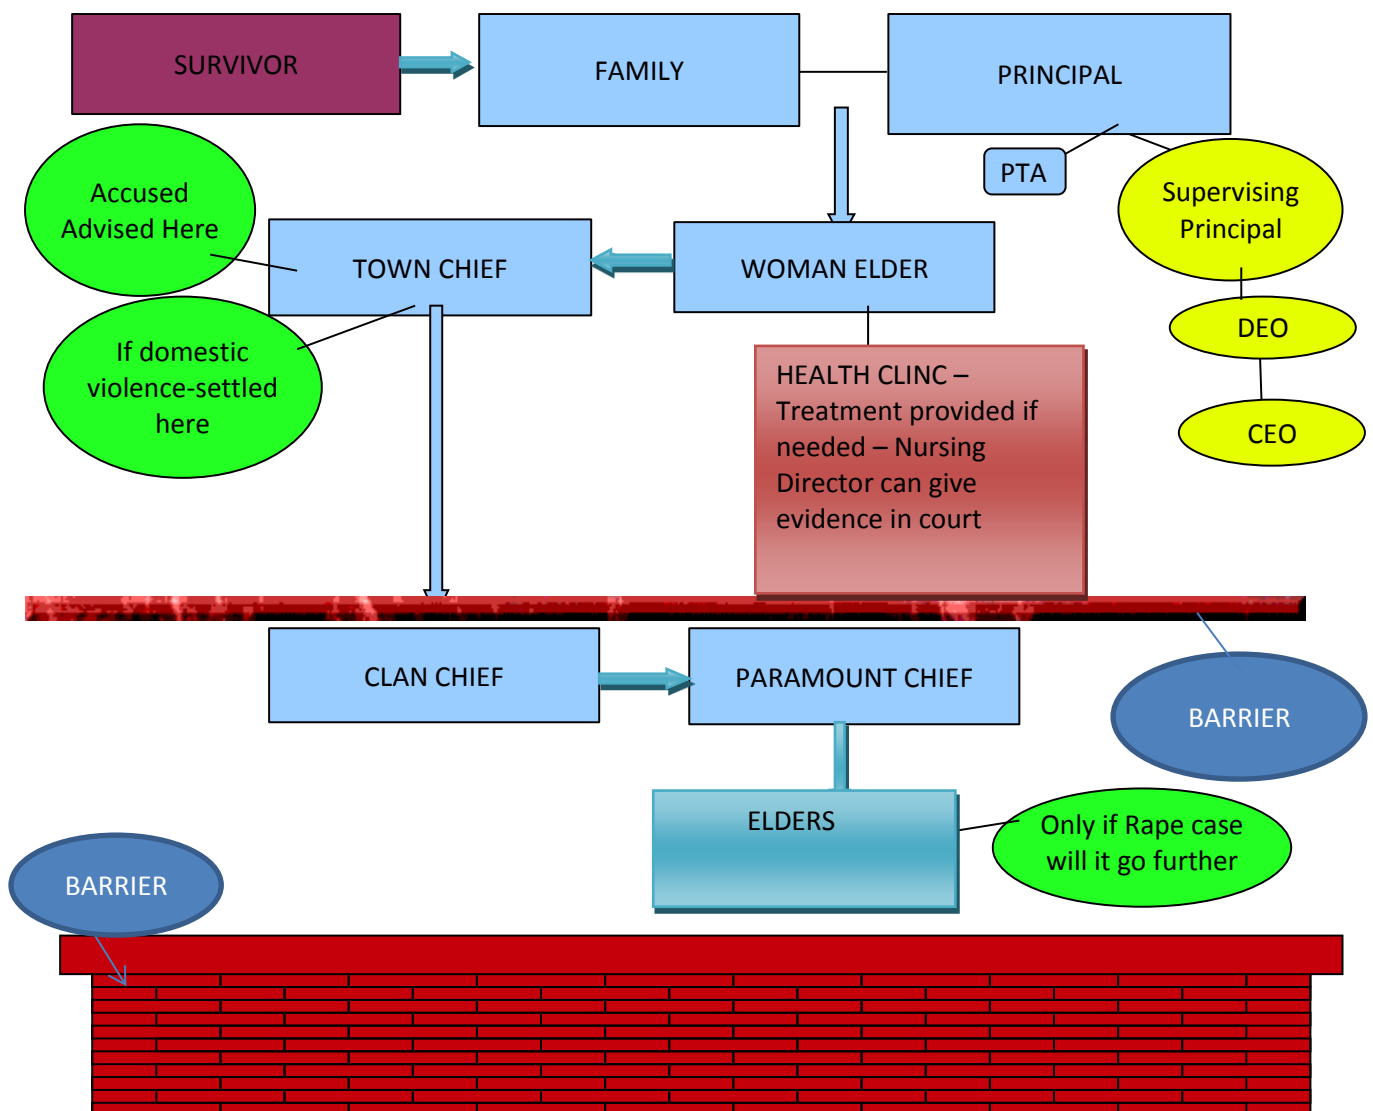 SURVIVOR
FAMILY
PRINCIPAL
PTA
Accused
Advised Here
Supervising
Principal
TOWN CHIEF
WOMAN ELDER
DEO
If domestic
violence-settled
here
HEALTH CLINC –
Treatment provided if
needed – Nursing
Director can give
evidence in court
CEO
CLAN CHIEF
PARAMOUNT CHIEF
BARRIER
ELDERS
Only if Rape case
will it go further
BARRIER